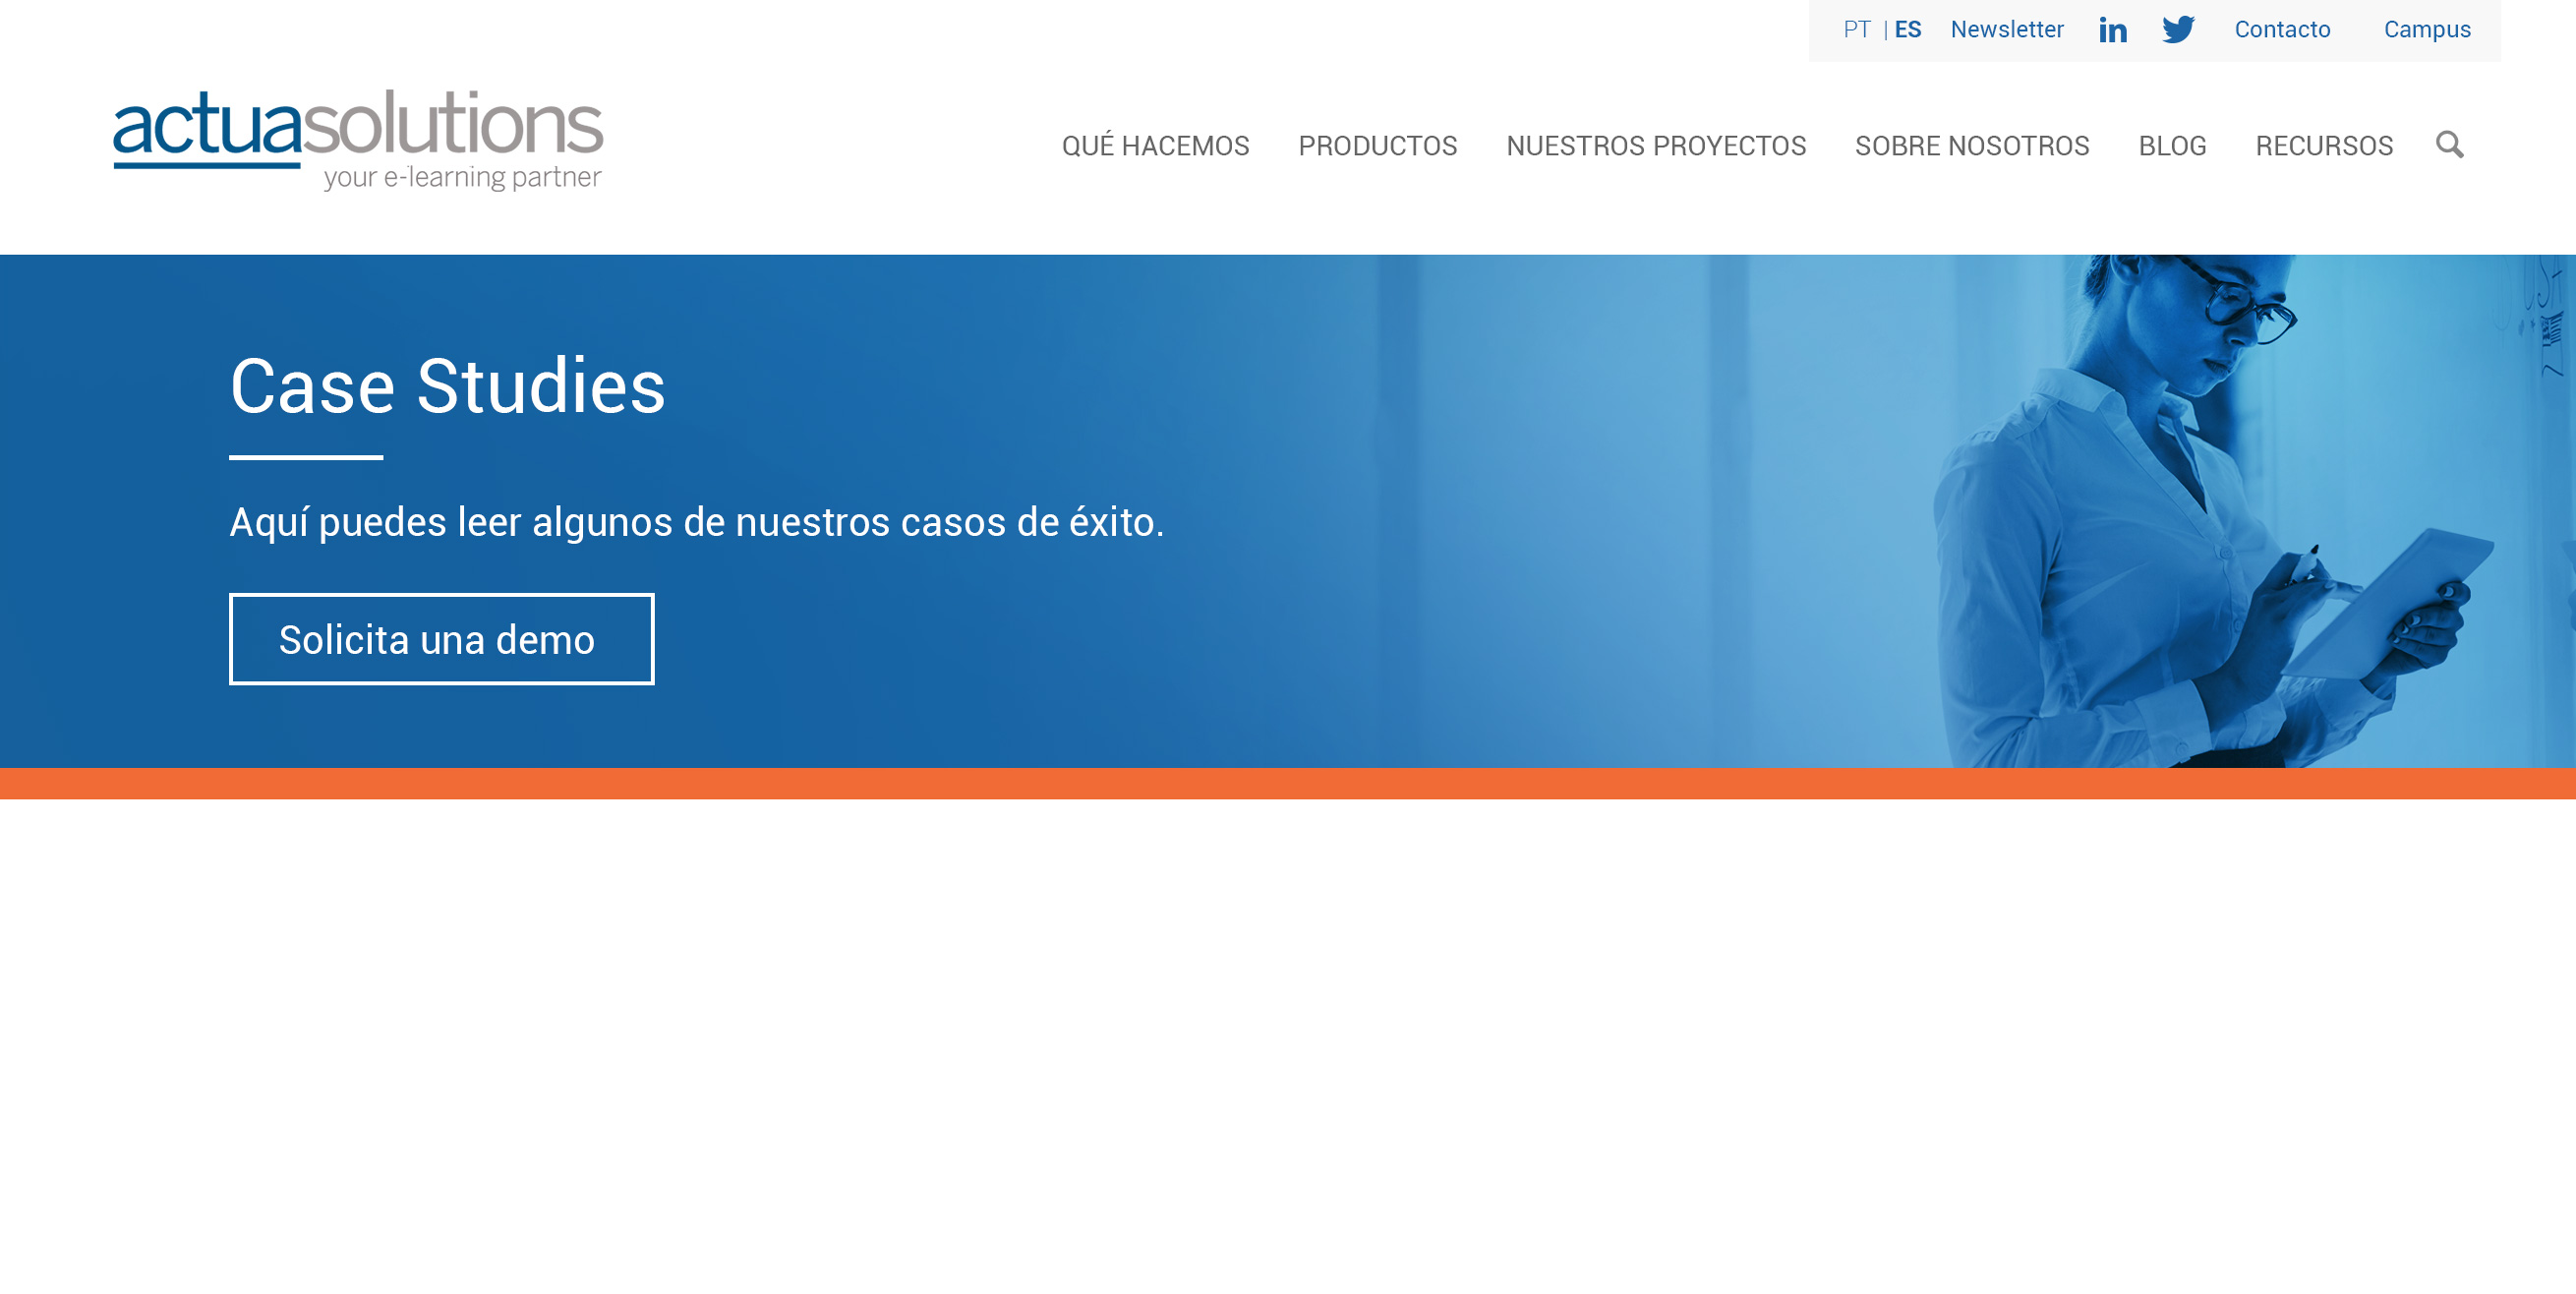 PT | ES Newsletter Contacto Campus
actuasolutions
your e-learning partner
QUÉ HACEMOS PRODUCTOS NUESTROS PROYECTOS SOBRE NOSOTROS BLOG RECURSOS
Case Studies
Aquí puedes leer algunos de nuestros casos de éxito.
Solicita una demo